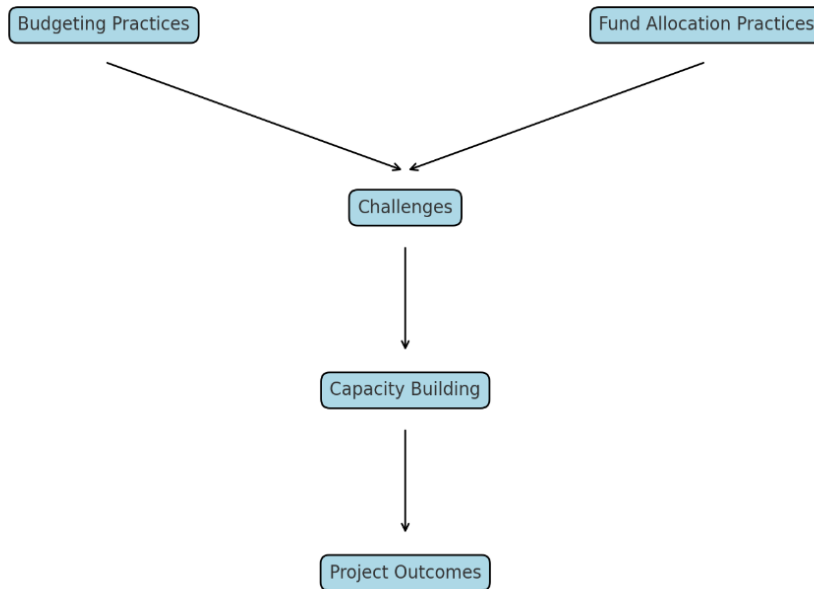 Budgeting Practices
Fund Allocation Practices
Challenges
Capacity Building
Project Outcomes